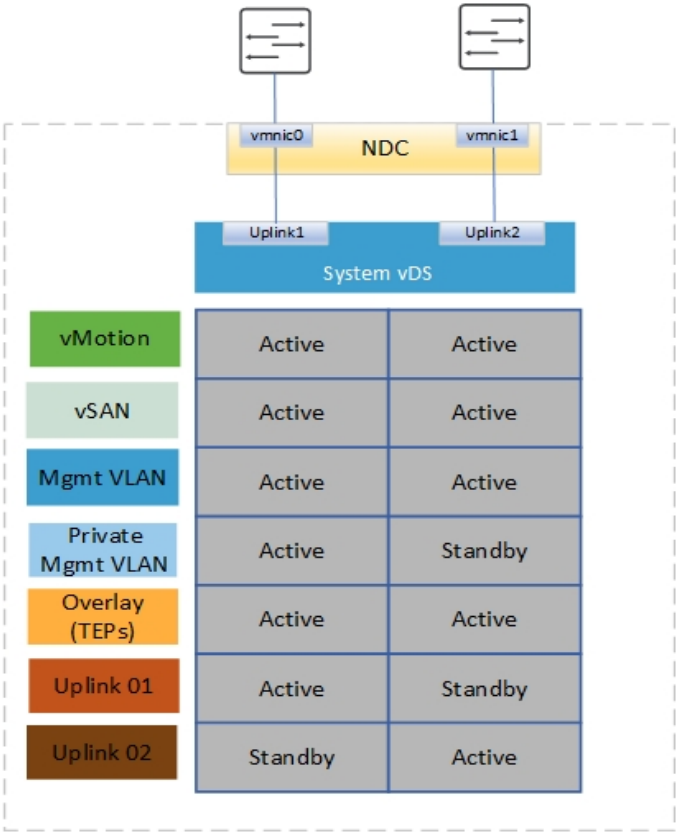 vmnic0
NDC
vmnic1
Uplink1
Uplink2
System vDS
vMotion
Active
Active
vSAN
Active
Active
Mgmt VLAN
Active
Active
Private
Mgmt VLAN
Active
Standby
Overlay
(TEPs)
Active
Active
Uplink 01
Active
Standby
Uplink 02
Standby
Active